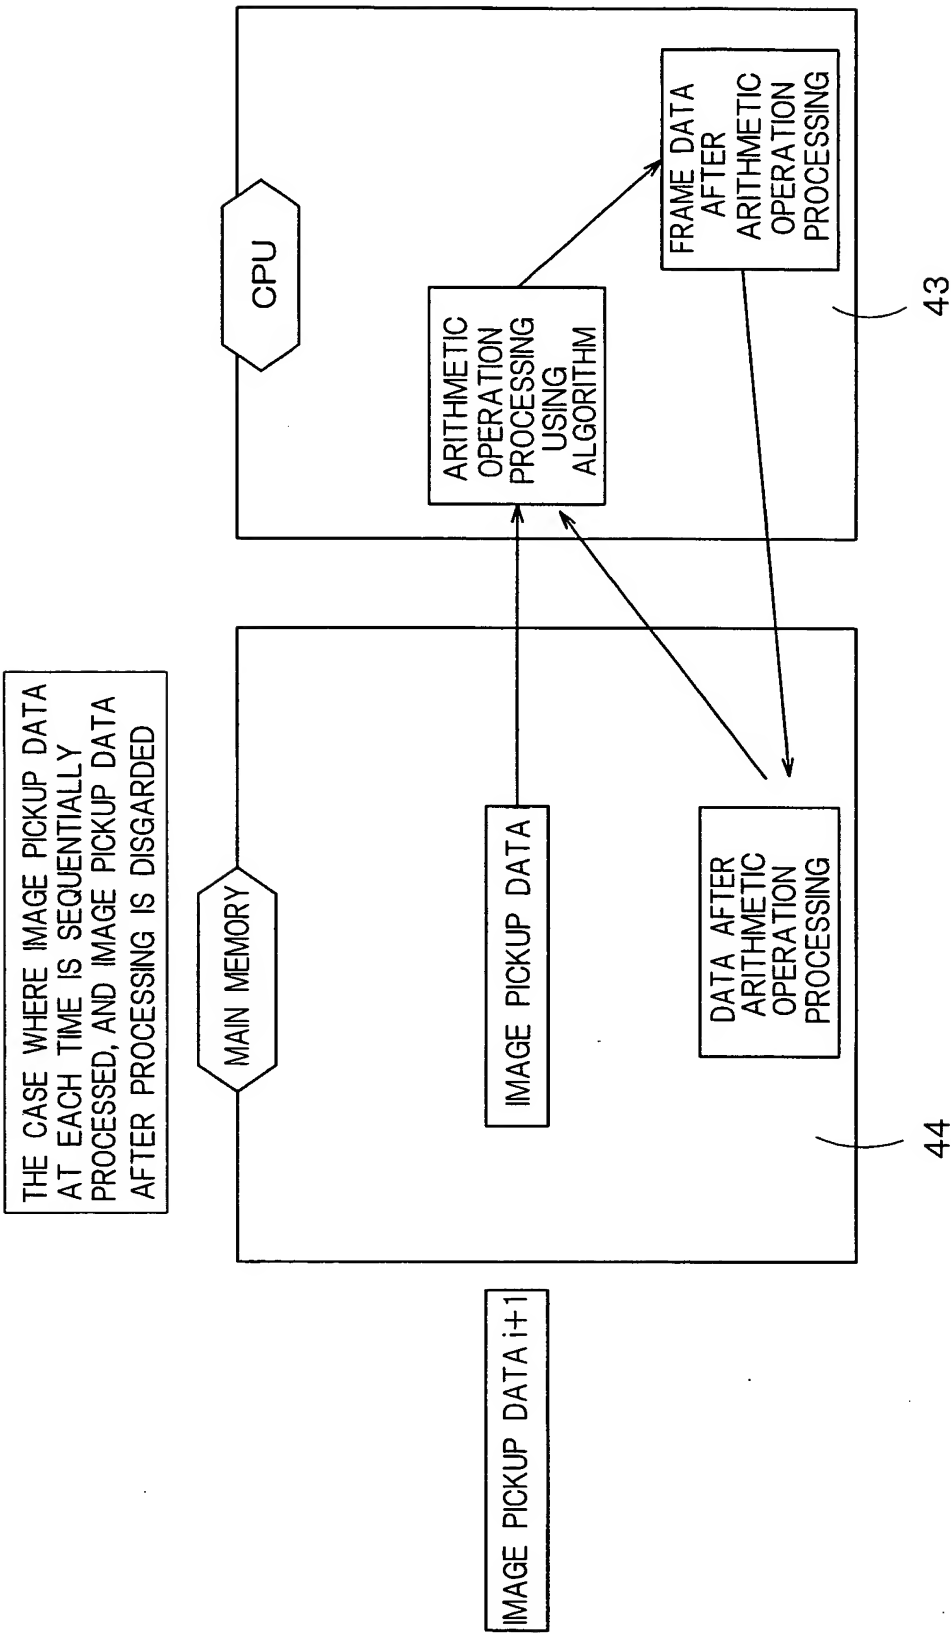 THE CASE WHERE IMAGE PICKUP DATA
AT EACH TIME IS SEQUENTIALLY
PROCESSED, AND IMAGE PICKUP DATA
AFTER PROCESSING IS DISGARDED
MAIN MEMORY
CPU
IMAGE PICKUP DATA i+1
IMAGE PICKUP DATA
ARITHMETIC
OPERATION
PROCESSING
USING
ALGORITHM
DATA AFTER
ARITHMETIC
OPERATION
PROCESSING
FRAME DATA
AFTER
ARITHMETIC
OPERATION
PROCESSING
44
43